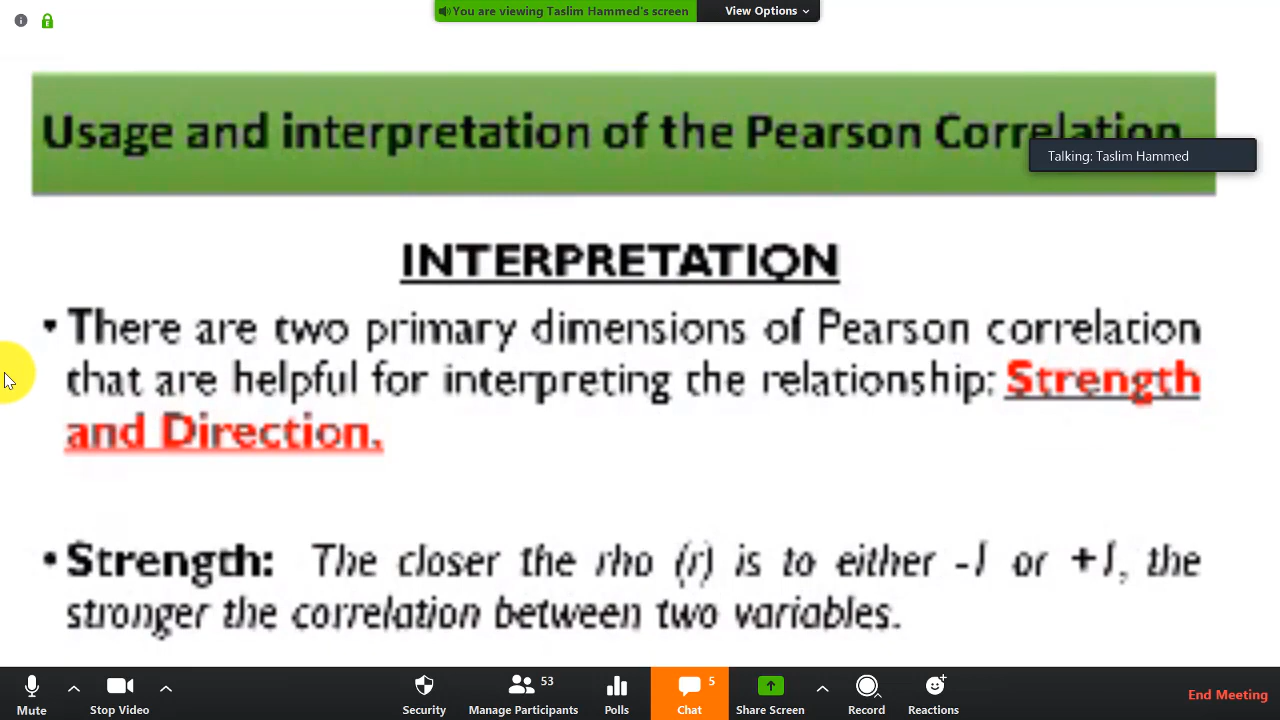 You are viewing Taslim Hammed's screen
View Options
Usage and interpretation of the Pearson Correlation
Talking: Taslim Hammed
INTERPRETATION
• There are two primary dimensions of Pearson correlation
that are helpful for interpreting the relationship: Strength
and Direction.
• Strength: The closer the rho (r) is to either -1 or +1, the
stronger the correlation between two variables.
53
5
Mute
Stop Video
Security
Manage Participants
Polls
Chat
Share Screen
Record
Reactions
End Meeting